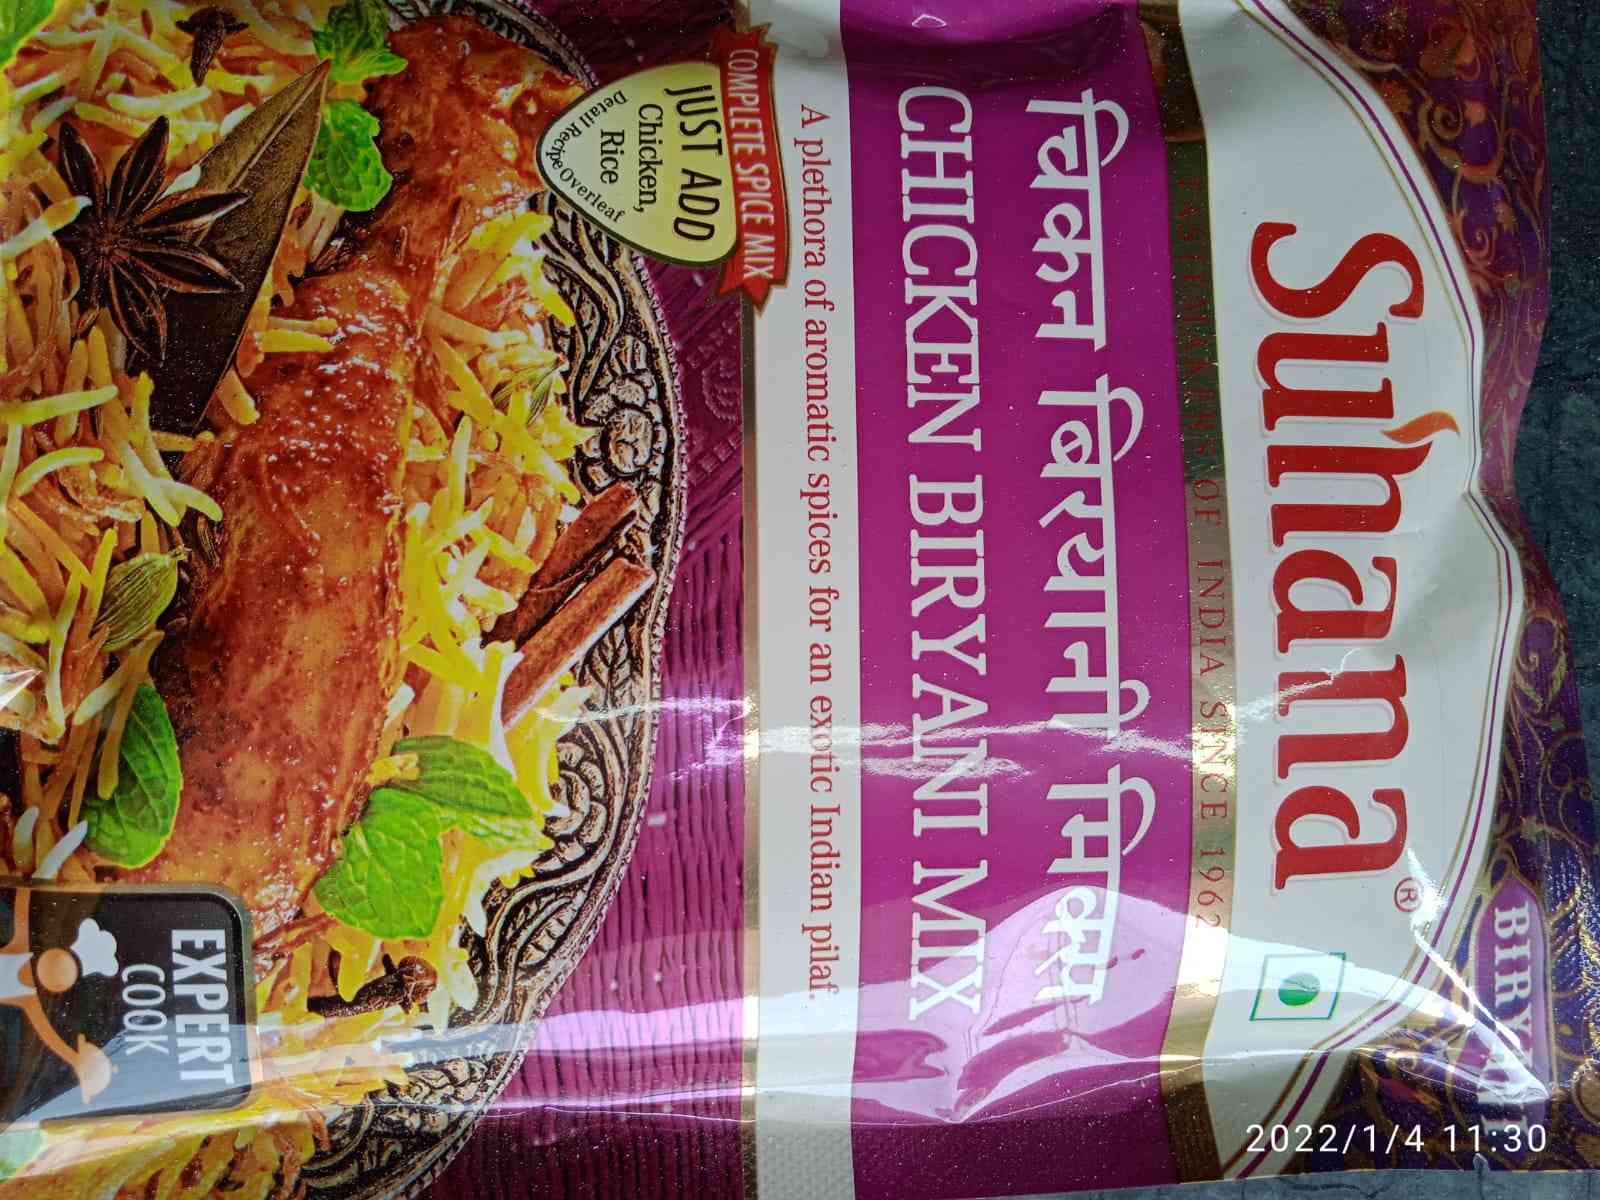 Suhana®
TASTEMAKERS OF INDIA SINCE 1962
चिकन बिरयानी मिक्स
CHICKEN BIRYANI MIX
A plethora of aromatic spices for an exotic Indian pilaf.
COMPLETE SPICE MIX
JUST ADD
Chicken,
Rice
Detail Recipe Overleaf
EXPERT
COOK
2022/1/4 11:30